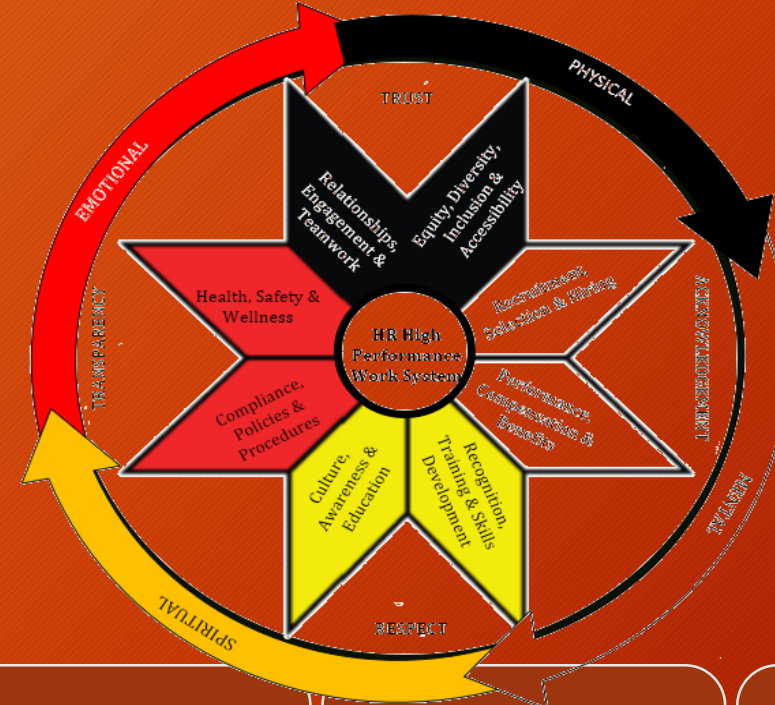 PHYSICAL
EMOTIONAL
TRUST
Relationships,
Engagement &
Teamwork
Equity, Diversity,
Inclusion &
Accessibility
Health, Safety &
Wellness
Recruitment,
Selection & Hiring
TRANSPARENCY
ACKNOWLEDGEMENT
HR High
Performance
Work System
Compliance,
Policies &
Procedures
Performance,
Compensation &
Benefits
Culture,
Awareness &
Education
Recognition,
Training & Skills
Development
MENTAL
SPIRITUAL
RESPECT